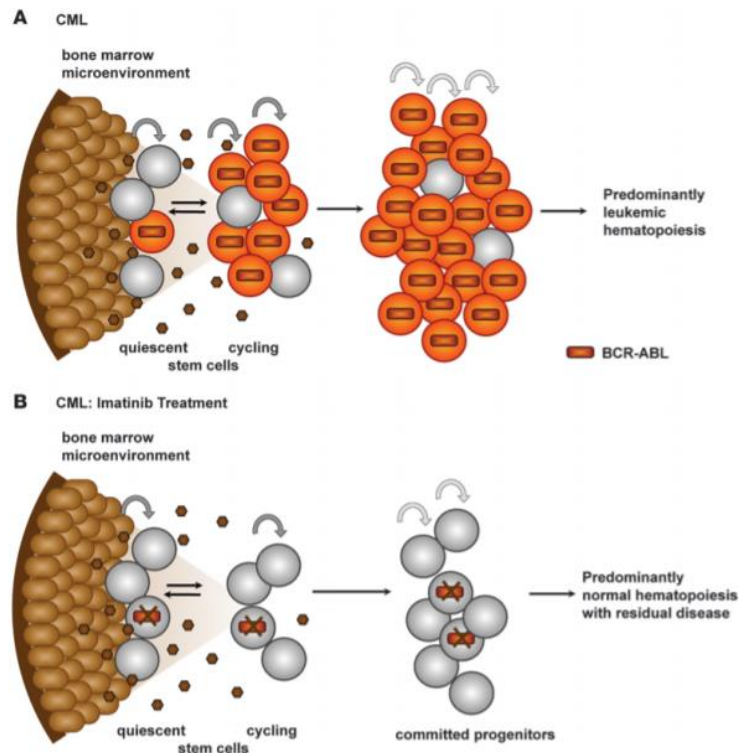 A CML
bone marrow
microenvironment
Predominantly
leukemic
hematopoiesis
quiescent cycling
stem cells
BCR-ABL
B CML: Imatinib Treatment
bone marrow
microenvironment
Predominantly
normal hematopoiesis
with residual disease
quiescent cycling
stem cells
committed progenitors